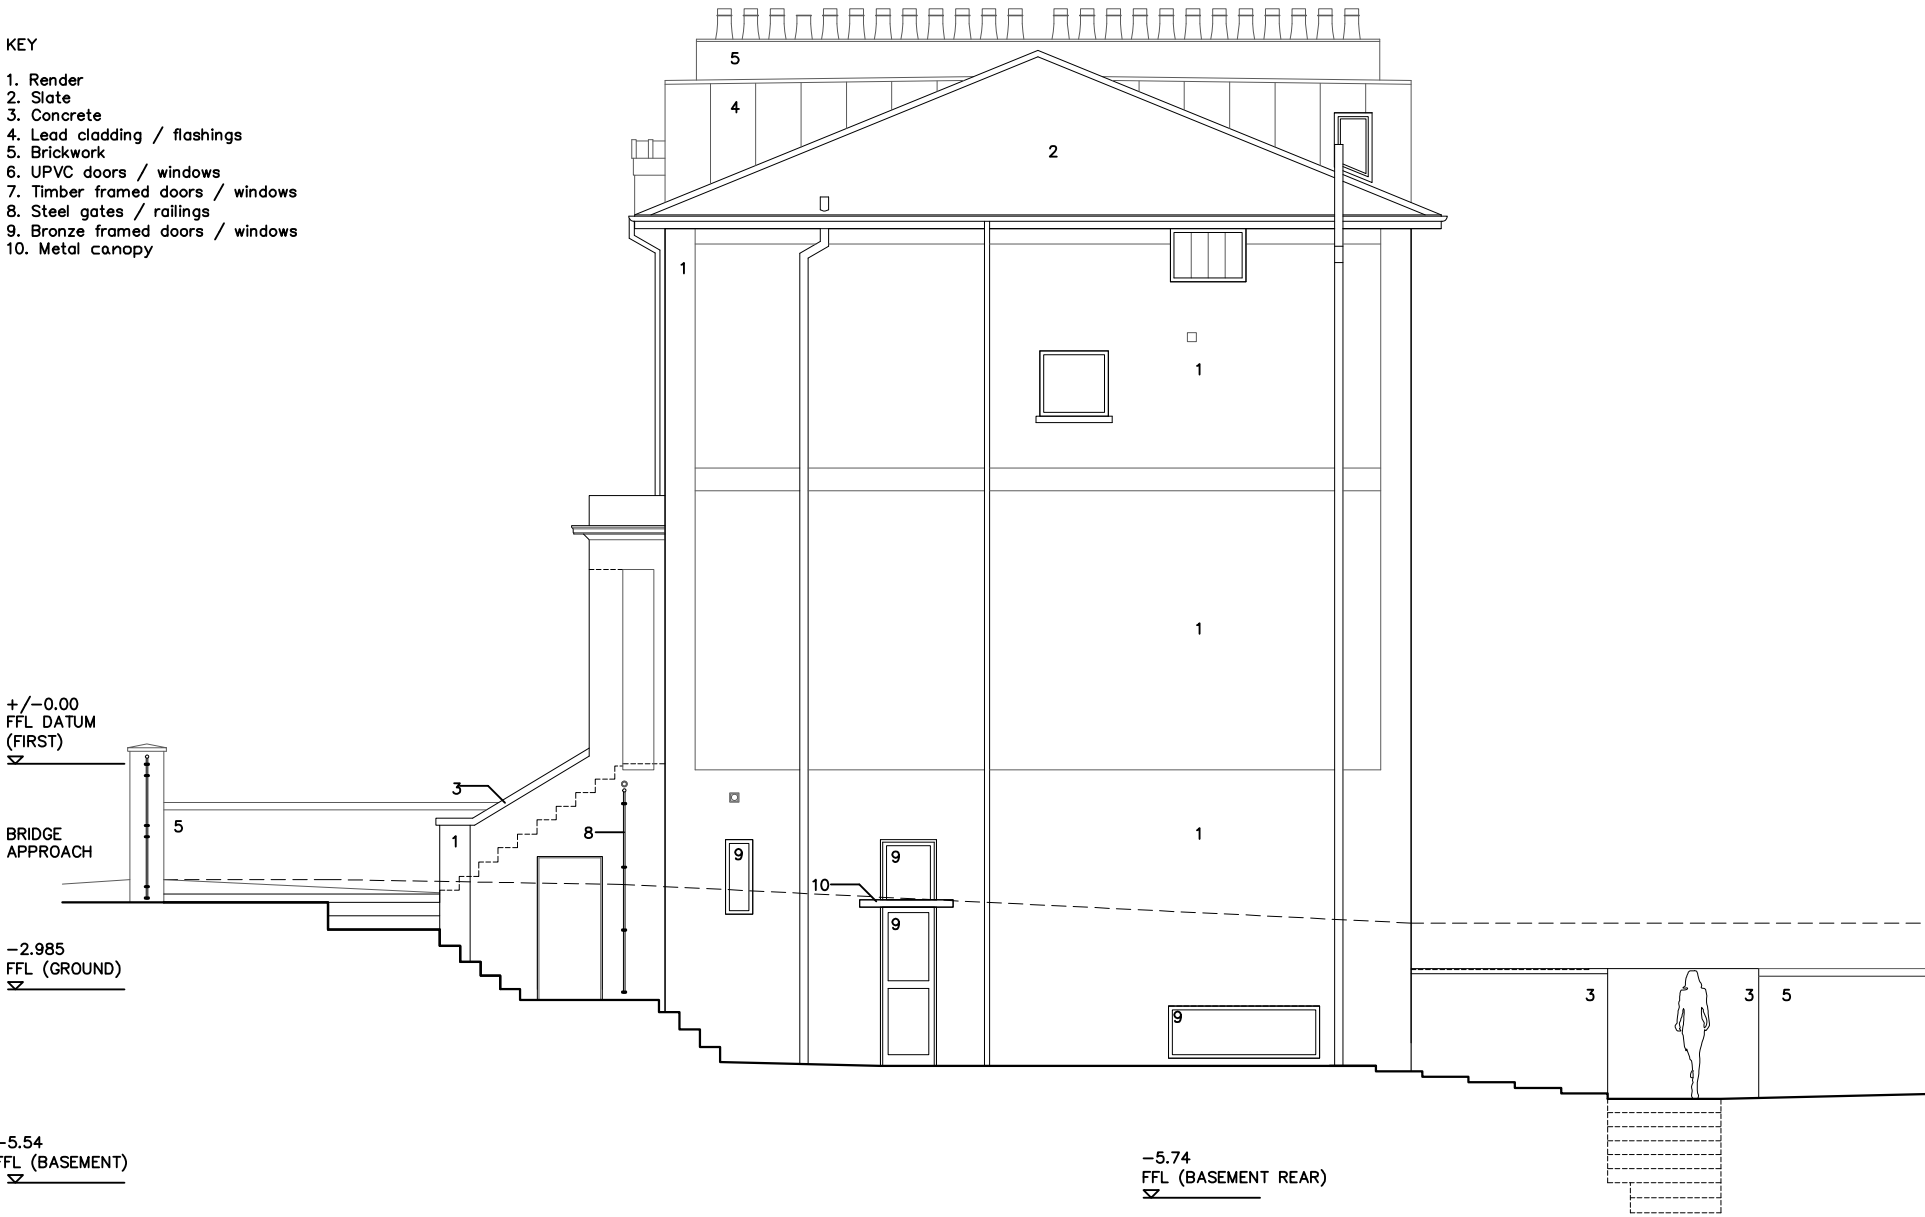 KEY
1. Render
2. Slate
3. Concrete
4. Lead cladding / flashings
5. Brickwork
6. UPVC doors / windows
7. Timber framed doors / windows
8. Steel gates / railings
9. Bronze framed doors / windows
10. Metal canopy
5
4
2
1
1
1
+/-0.00
FFL DATUM
(FIRST)
3
5
8
1
1
BRIDGE
APPROACH
9
9
10
9
-2.985
FFL (GROUND)
3
3
5
9
-5.54
FFL (BASEMENT)
-5.74
FFL (BASEMENT REAR)